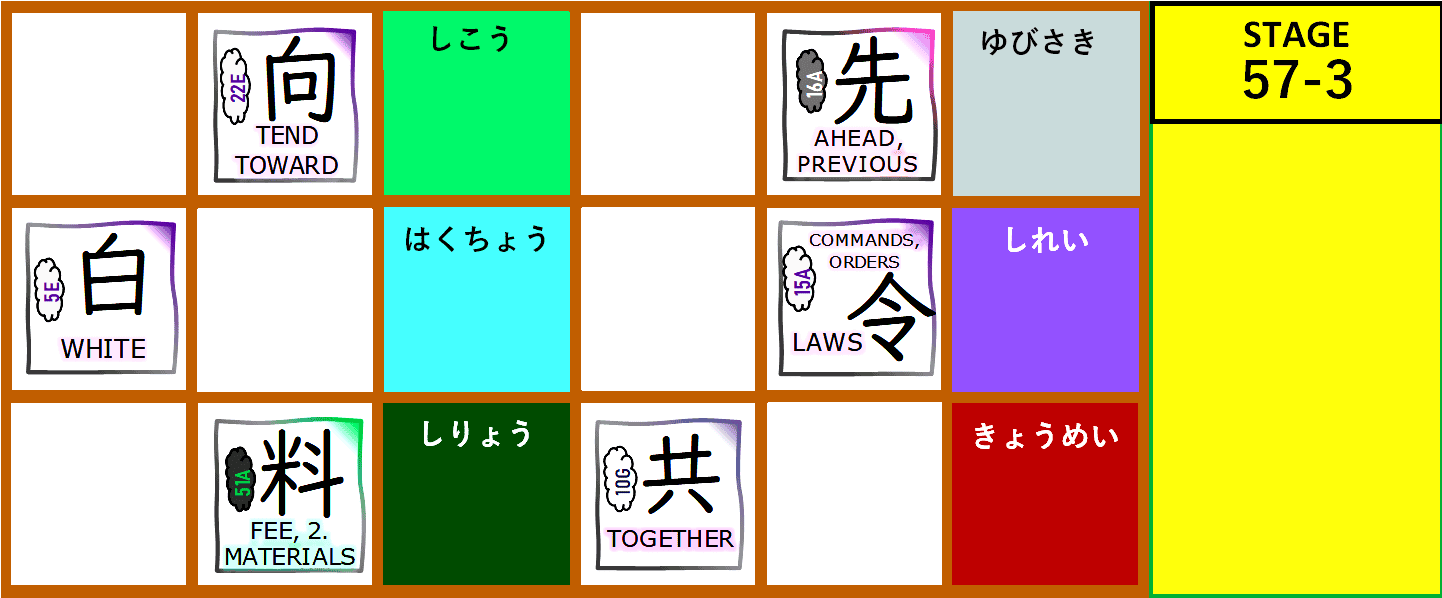 22E
向
TEND
TOWARD
しこう
16A
先
AHEAD,
PREVIOUS
ゆびさき
STAGE
57-3
5E
白
WHITE
はくちょう
COMMANDS,
ORDERS
15A
令
LAWS
しれい
51A
料
FEE, 2.
MATERIALS
しりょう
10G
共
TOGETHER
きょうめい